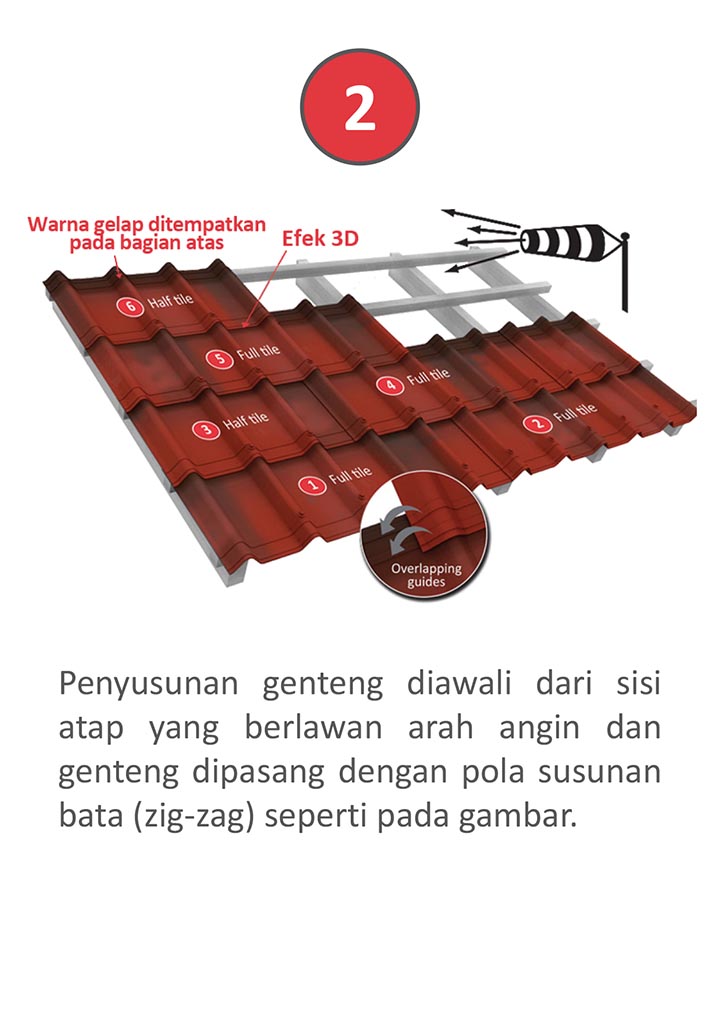 2
Warna gelap ditempatkan
pada bagian atas
Efek 3D
6 Half tile
5 Full tile
4 Full tile
3 Half tile
2 Full tile
1 Full tile
Overlapping
guides
Penyusunan genteng diawali dari sisi
atap yang berlawan arah angin dan
genteng dipasang dengan pola susunan
bata (zig-zag) seperti pada gambar.